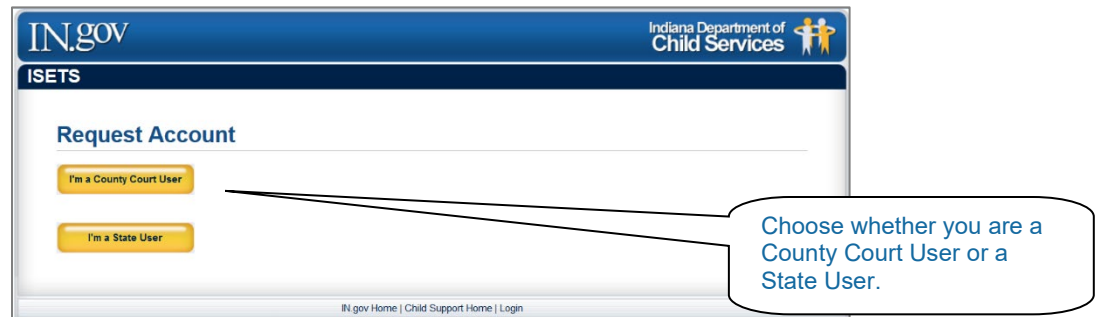 IN.gov
Indiana Department of
Child Services
ISETS
Request Account
I'm a County Court User
I'm a State User
Choose whether you are a
County Court User or a
State User.
IN.gov Home | Child Support Home | Login